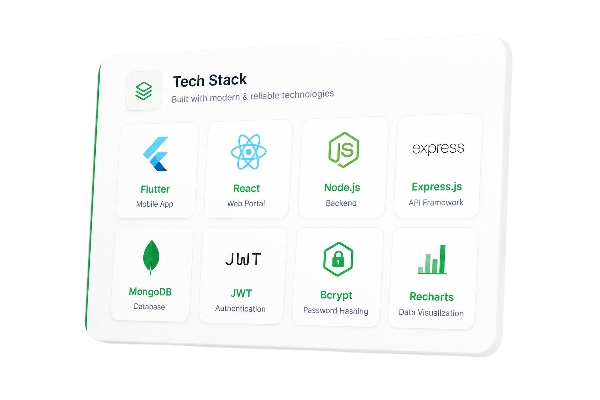 Tech Stack
Built with modern & reliable technologies
JS
express
Flutter
React
Node.js
Express.js
Mobile App
Web Portal
Backend
API Framework
JWT
MongoDB
JWT
Bcrypt
Recharts
Database
Authentication
Password Hashing
Data Visualization